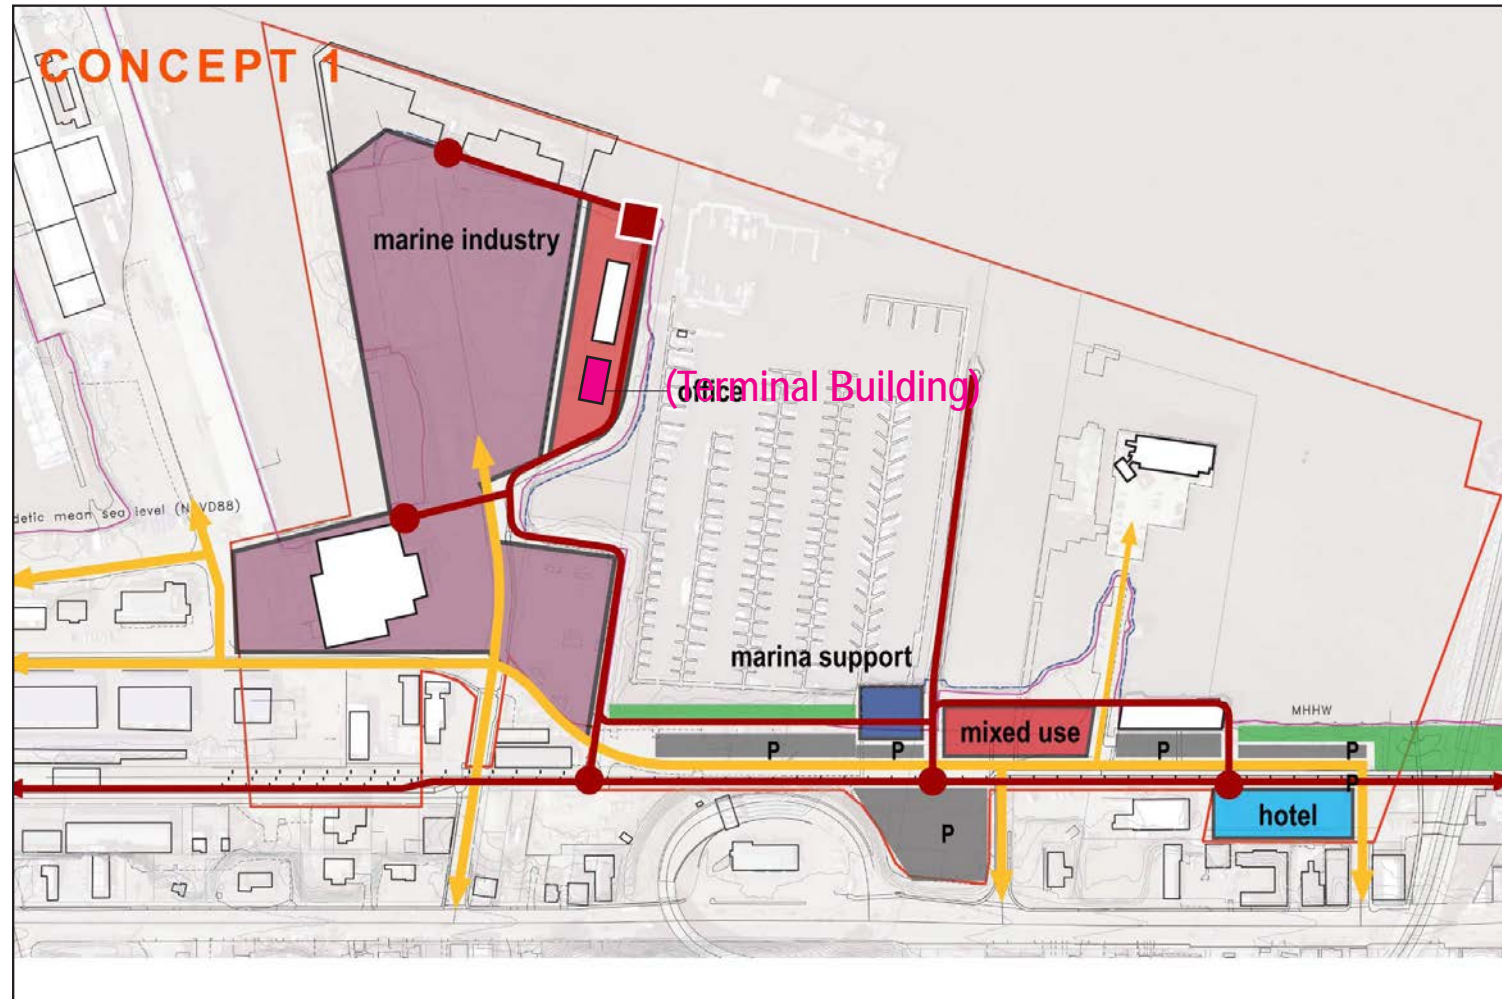 CONCEPT 1
marine industry
office
(Terminal Building)
detic mean sea level (N VD88)
marina support
MHHW
mixed use
P
P
P
P
P
hotel
P